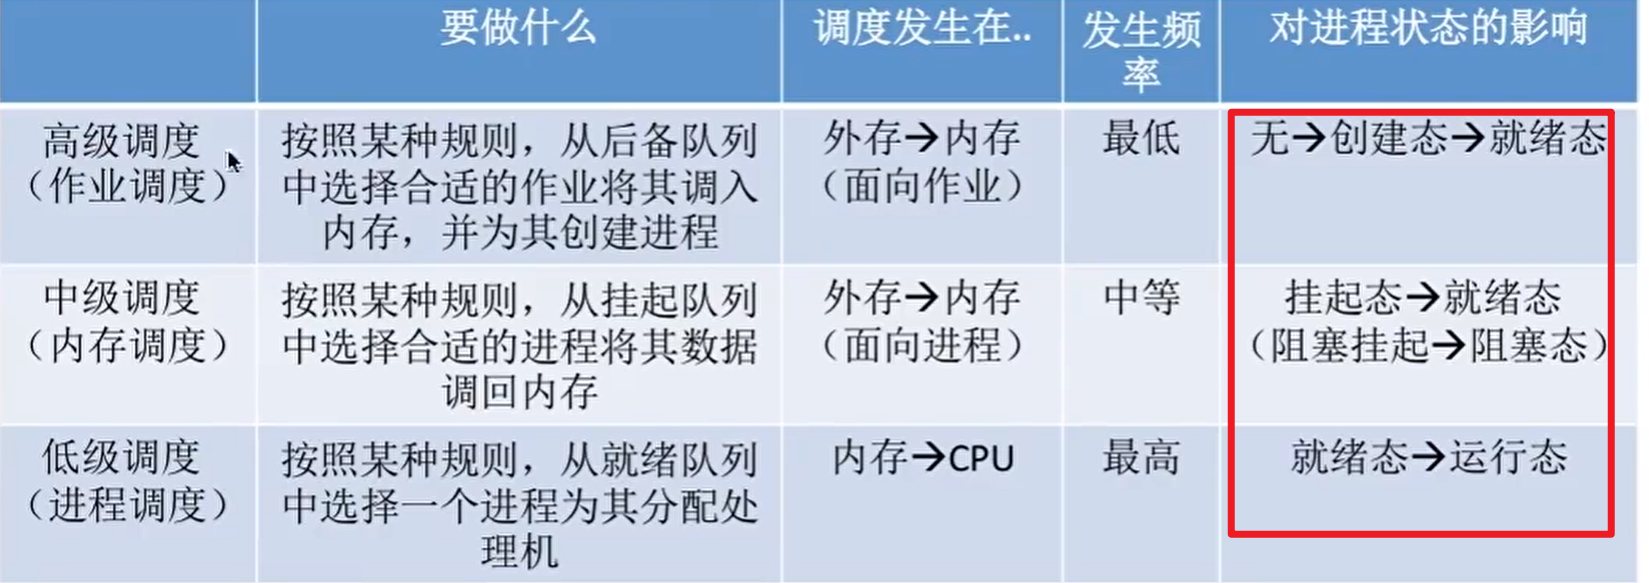 要做什么
调度发生在..
发生频
率
对进程状态的影响
高级调度
（作业调度）
按照某种规则，从后备队列
中选择合适的作业将其调入
内存，并为其创建进程
外存→内存
（面向作业）
最低
无→创建态→就绪态
中级调度
（内存调度）
按照某种规则，从挂起队列
中选择合适的进程将其数据
调回内存
外存→内存
（面向进程）
中等
挂起态→就绪态
（阻塞挂起→阻塞态）
低级调度
（进程调度）
按照某种规则，从就绪队列
中选择一个进程为其分配处
理机
内存→CPU
最高
就绪态→运行态